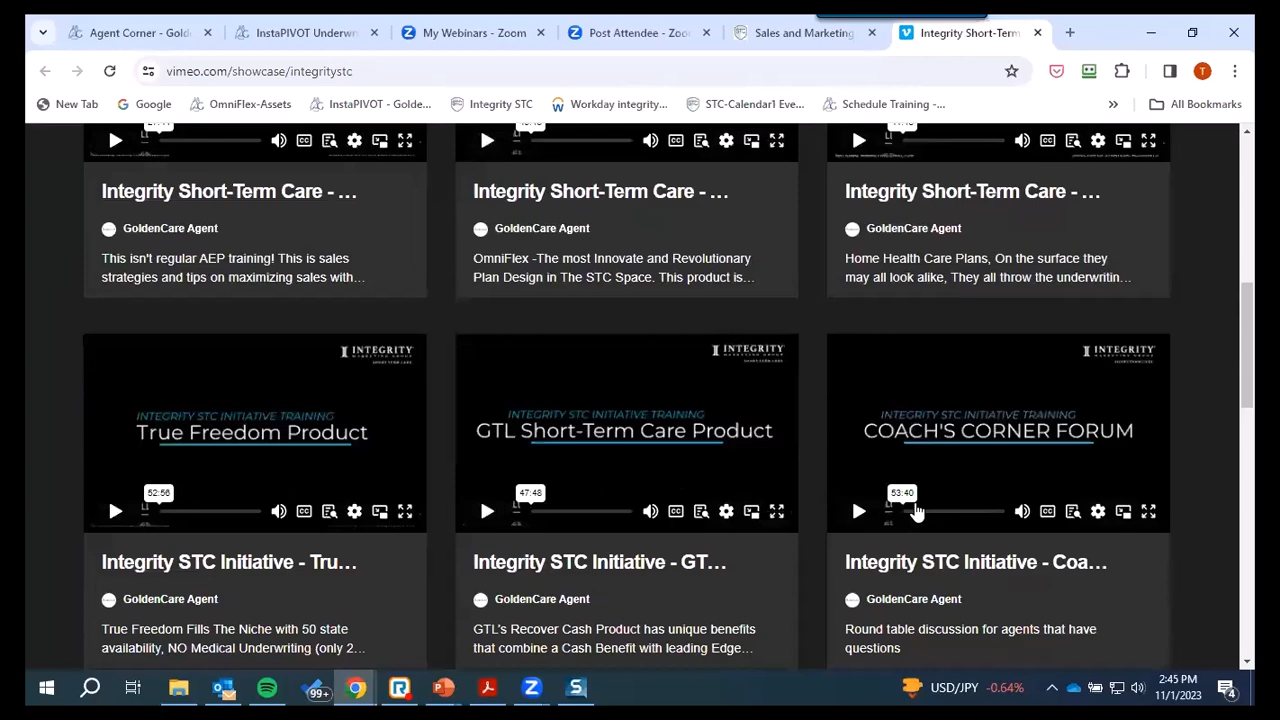 Agent Corner - Golden
InstaPIVOT Underwr
My Webinars - Zoom
Post Attendee - Zoo
Sales and Marketing
Integrity Short-Term
vimeo.com/showcase/integritystc
T
New Tab
Google
OmniFlex-Assets
InstaPIVOT - Golde...
Integrity STC
Workday integrity...
STC-Calendar1 Eve...
Schedule Training -...
All Bookmarks
Integrity Short-Term Care - ...
Integrity Short-Term Care - ...
Integrity Short-Term Care - ...
GoldenCare Agent
GoldenCare Agent
GoldenCare Agent
This isn't regular AEP training! This is sales
strategies and tips on maximizing sales with...
OmniFlex -The most Innovate and Revolutionary
Plan Design in The STC Space. This product is...
Home Health Care Plans, On the surface they
may all look alike, They all throw the underwritin...
INTEGRITY
INTEGRITY STC INITIATIVE TRAINING
True Freedom Product
52:56
INTEGRITY
INTEGRITY STC INITIATIVE TRAINING
GTL Short-Term Care Product
47:48
INTEGRITY
INTEGRITY STC INITIATIVE TRAINING
COACH'S CORNER FORUM
53:40
Integrity STC Initiative - Tru...
Integrity STC Initiative - GT...
Integrity STC Initiative - Coa...
GoldenCare Agent
GoldenCare Agent
GoldenCare Agent
True Freedom Fills The Niche with 50 state
availability, NO Medical Underwriting (only 2...
GTL's Recover Cash Product has unique benefits
that combine a Cash Benefit with leading Edge...
Round table discussion for agents that have
questions
99+
USD/JPY -0.64%
2:45 PM
11/1/2023
4